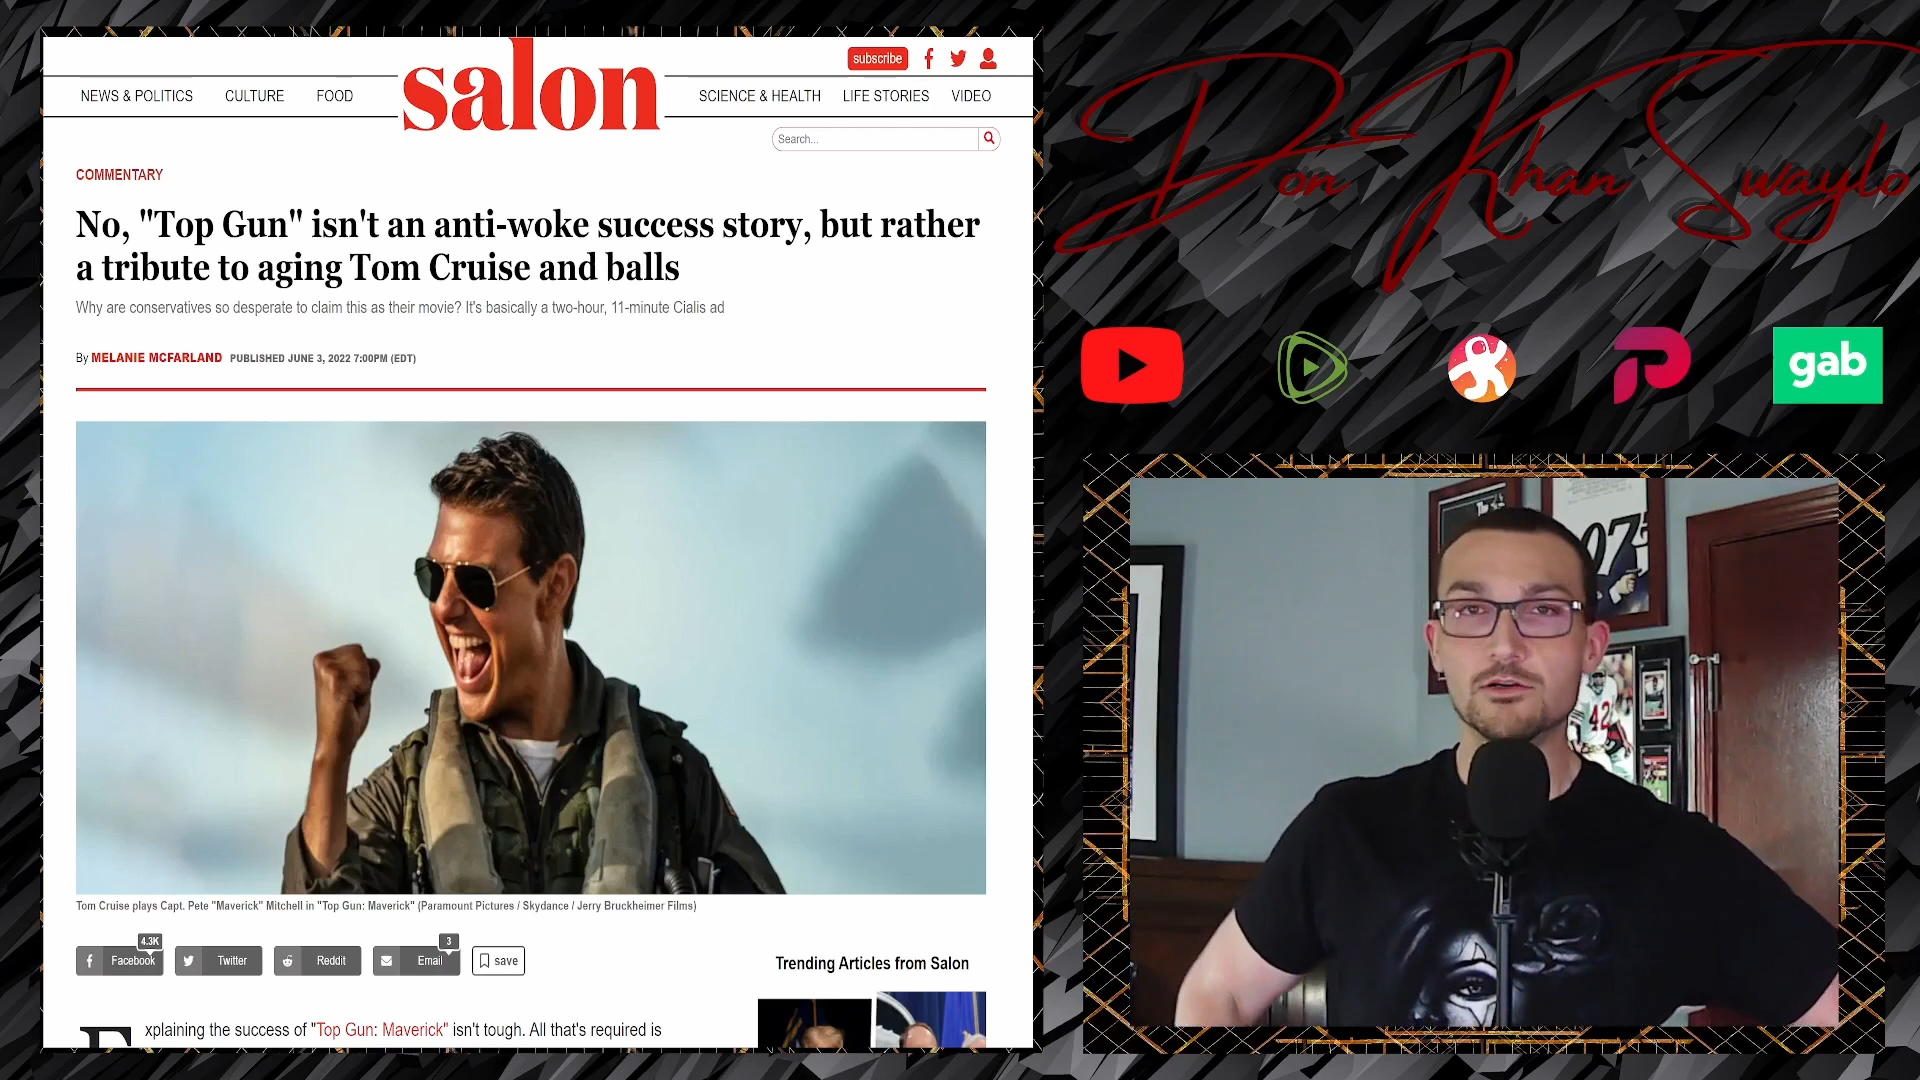 subscribe
salon
NEWS & POLITICS CULTURE FOOD SCIENCE & HEALTH LIFE STORIES VIDEO
Search...
COMMENTARY
No, "Top Gun" isn't an anti-woke success story, but rather
a tribute to aging Tom Cruise and balls
Why are conservatives so desperate to claim this as their movie? It's basically a two-hour, 11-minute Cialis ad
By MELANIE MCFARLAND PUBLISHED JUNE 3, 2022 7:00PM (EDT)
Tom Cruise plays Capt. Pete "Maverick" Mitchell in "Top Gun: Maverick" (Paramount Pictures / Skydance / Jerry Bruckheimer Films)
4.3K
3
Facebook Twitter Reddit Email save
Trending Articles from Salon
Explaining the success of "Top Gun: Maverick" isn't tough. All that's required is
Don Khan Swaylo
gab
007
42